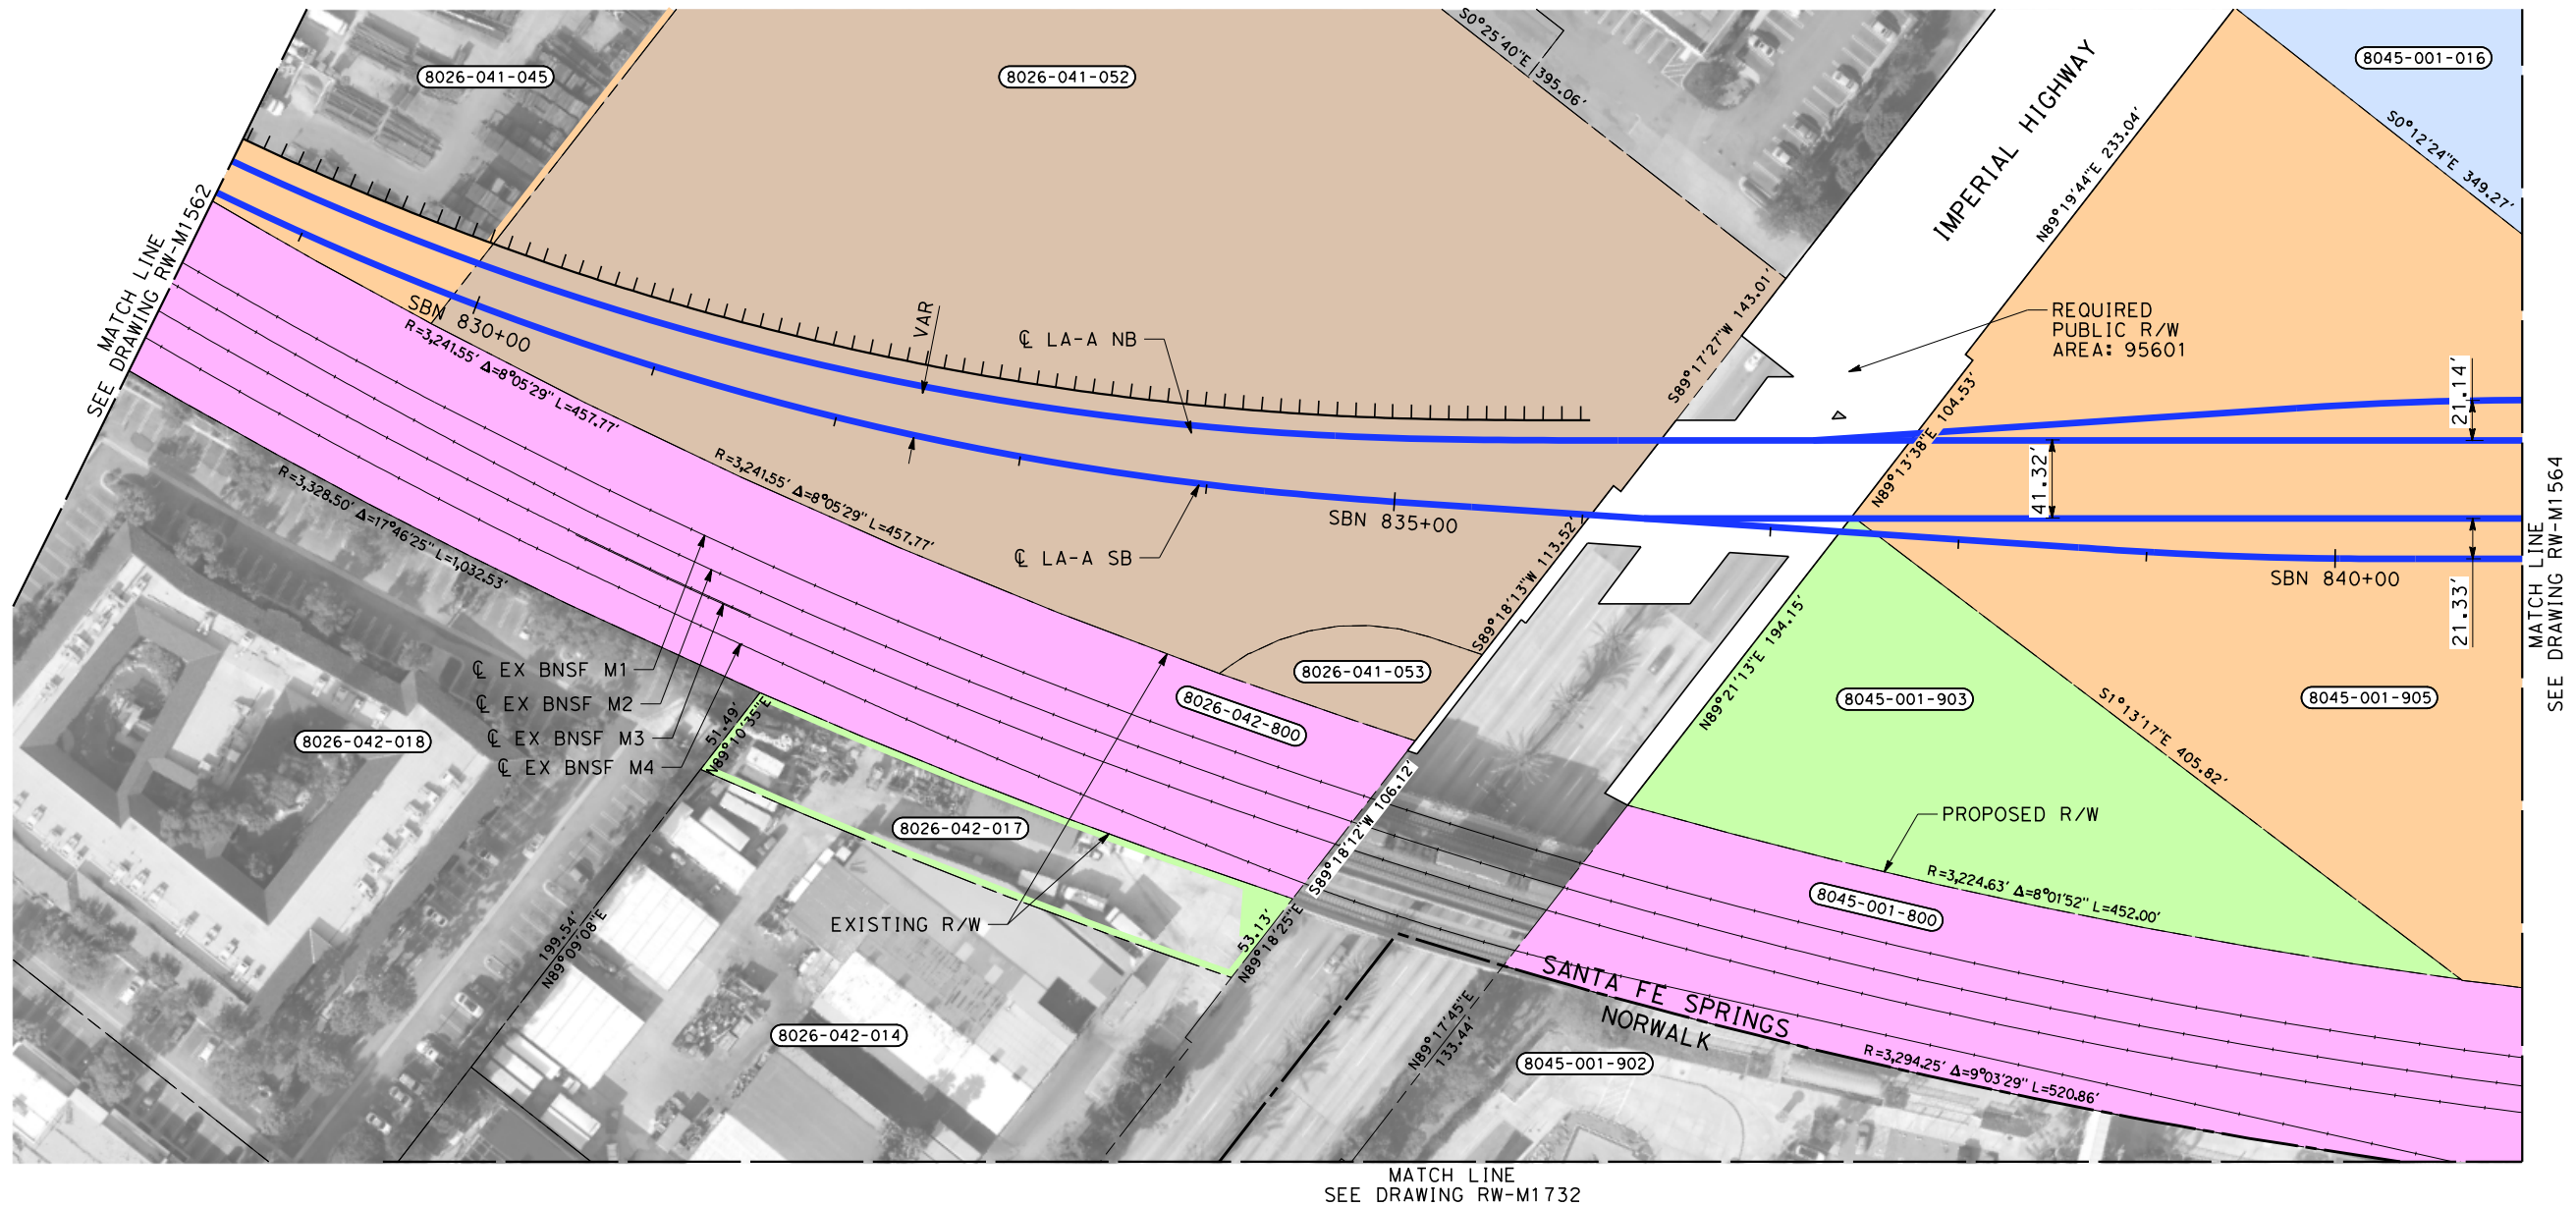 8026-041-045
8026-041-052
8045-001-016
S0°25'40"E 395.06'
IMPERIAL HIGHWAY
N89°19'44"E 233.04'
S0°12'24"E 349.27'
MATCH LINE
SEE DRAWING RW-M1562
SBN 830+00
R=3,241.55' Δ=8°05'29" L=457.77'
VAR
℄ LA-A NB
S89°17'27"W 143.01'
REQUIRED
PUBLIC R/W
AREA: 95601
N89°13'38"E 104.53'
21.14'
41.32'
R=3,241.55' Δ=8°05'29" L=457.77'
R=3,328.50' Δ=17°46'25" L=1,032.53'
SBN 835+00
℄ LA-A SB
S89°18'13"W 113.52'
SBN 840+00
21.33'
MATCH LINE
SEE DRAWING RW-M1564
℄ EX BNSF M1
℄ EX BNSF M2
℄ EX BNSF M3
℄ EX BNSF M4
8026-041-053
8026-042-800
N89°21'13"E 194.15'
8045-001-903
S1°13'17"E 405.82'
8045-001-905
8026-042-018
51.49'
N89°10'35"E
8026-042-017
S89°18'12"W 106.12'
PROPOSED R/W
R=3,224.63' Δ=8°01'52" L=452.00'
8045-001-800
EXISTING R/W
199.54'
N89°09'08"E
53.13'
N89°18'25"E
SANTA FE SPRINGS
NORWALK
8026-042-014
N89°17'45"E
133.44'
8045-001-902
R=3,294.25' Δ=9°03'29" L=520.86'
MATCH LINE
SEE DRAWING RW-M1732